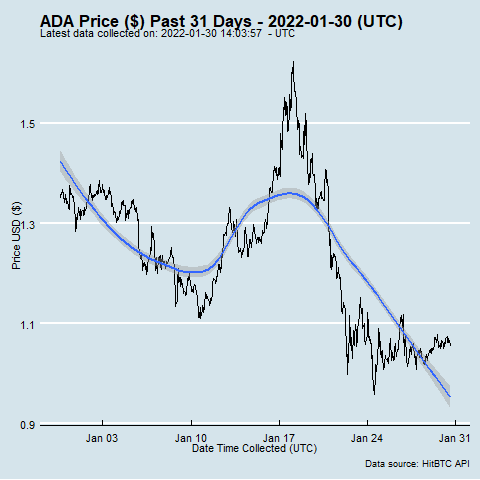 ADA Price ($) Past 31 Days - 2022-01-30 (UTC)
Latest data collected on: 2022-01-30 14:03:57  - UTC
1.5
1.3
1.1
0.9
Price USD ($)
Jan 03 Jan 10 Jan 17 Jan 24 Jan 31
Date Time Collected (UTC)
Data source: HitBTC API